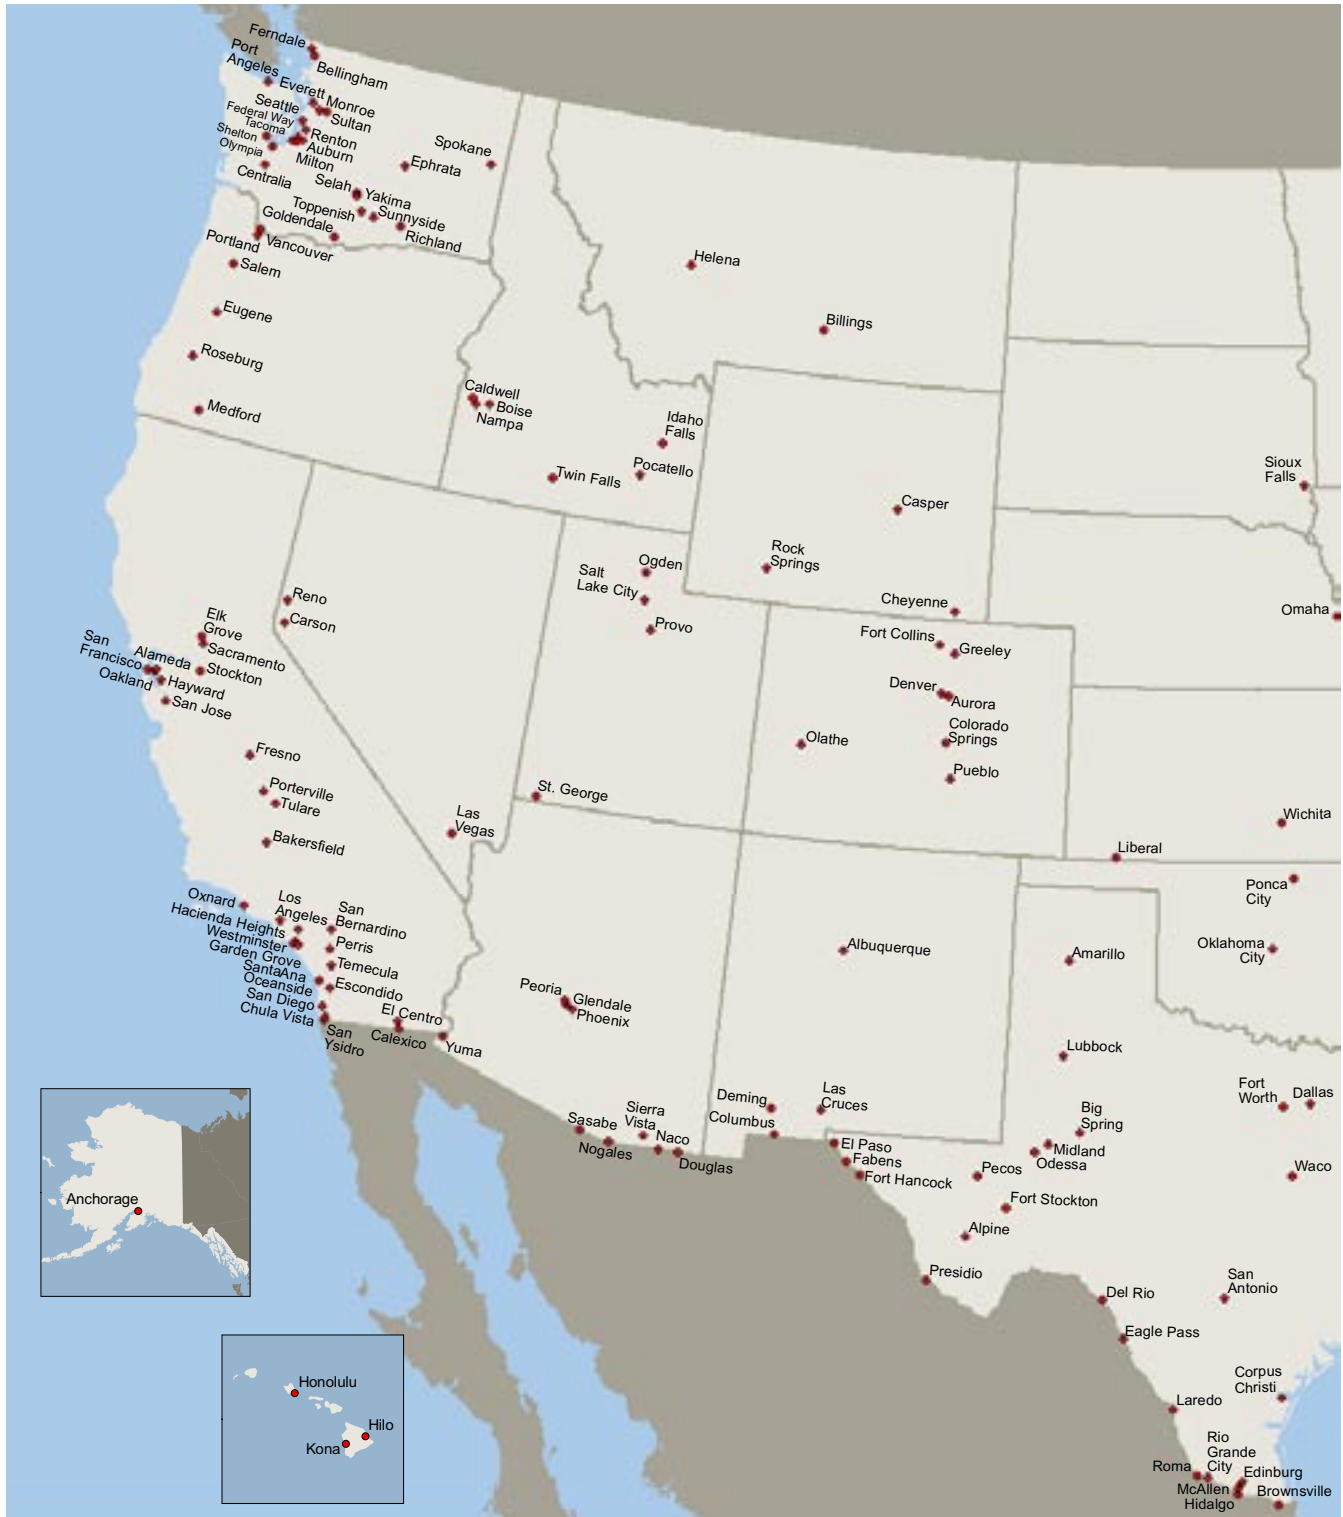 Ferndale
Port
Angeles
Bellingham
Everett
Monroe
Seattle
Sultan
Federal Way
Tacoma
Renton
Shelton
Auburn
Olympia
Milton
Spokane
Ephrata
Centralia
Selah
Yakima
Toppenish
Sunnyside
Goldendale
Richland
Portland
Vancouver
Salem
Eugene
Roseburg
Medford
Helena
Billings
Caldwell
Boise
Nampa
Idaho
Falls
Pocatello
Twin Falls
Sioux
Falls
Casper
Rock
Springs
Cheyenne
Omaha
Ogden
Salt
Lake City
Provo
Reno
Carson
Elk
Grove
Sacramento
San
Francisco
Alameda
Stockton
Oakland
Hayward
San Jose
Fort Collins
Greeley
Denver
Aurora
Colorado
Springs
Olathe
Pueblo
Fresno
Porterville
Tulare
Bakersfield
St. George
Las
Vegas
Wichita
Liberal
Ponca
City
Oklahoma
City
Oxnard
Los
Angeles
San
Bernardino
Hacienda Heights
Westminster
Garden Grove
SantaAna
Oceanside
San Diego
Chula Vista
Perris
Temecula
Escondido
El Centro
San
Ysidro
Calexico
Yuma
Albuquerque
Amarillo
Peoria
Glendale
Phoenix
Lubbock
Fort
Worth
Dallas
Sasabe
Sierra
Vista
Naco
Nogales
Douglas
Deming
Columbus
Las
Cruces
Big
Spring
El Paso
Fabens
Fort Hancock
Pecos
Midland
Odessa
Waco
Fort Stockton
Alpine
Presidio
Del Rio
San
Antonio
Eagle Pass
Corpus
Christi
Laredo
Rio
Grande
City
Roma
Edinburg
McAllen
Hidalgo
Brownsville
Anchorage
Honolulu
Hilo
Kona